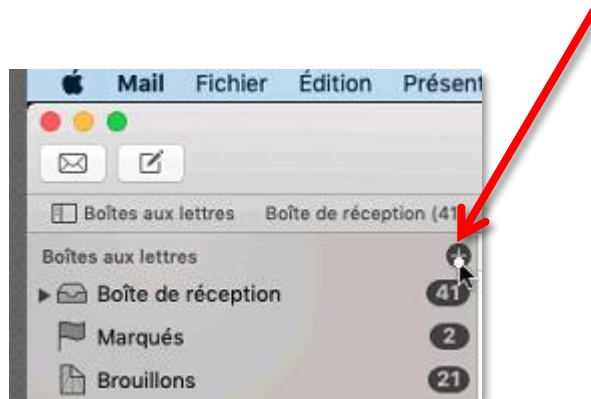 Mail Fichier Édition Présent
Boîtes aux lettres Boîte de réception (41
Boîtes aux lettres
Boîte de réception 41
Marqués 2
Brouillons 21